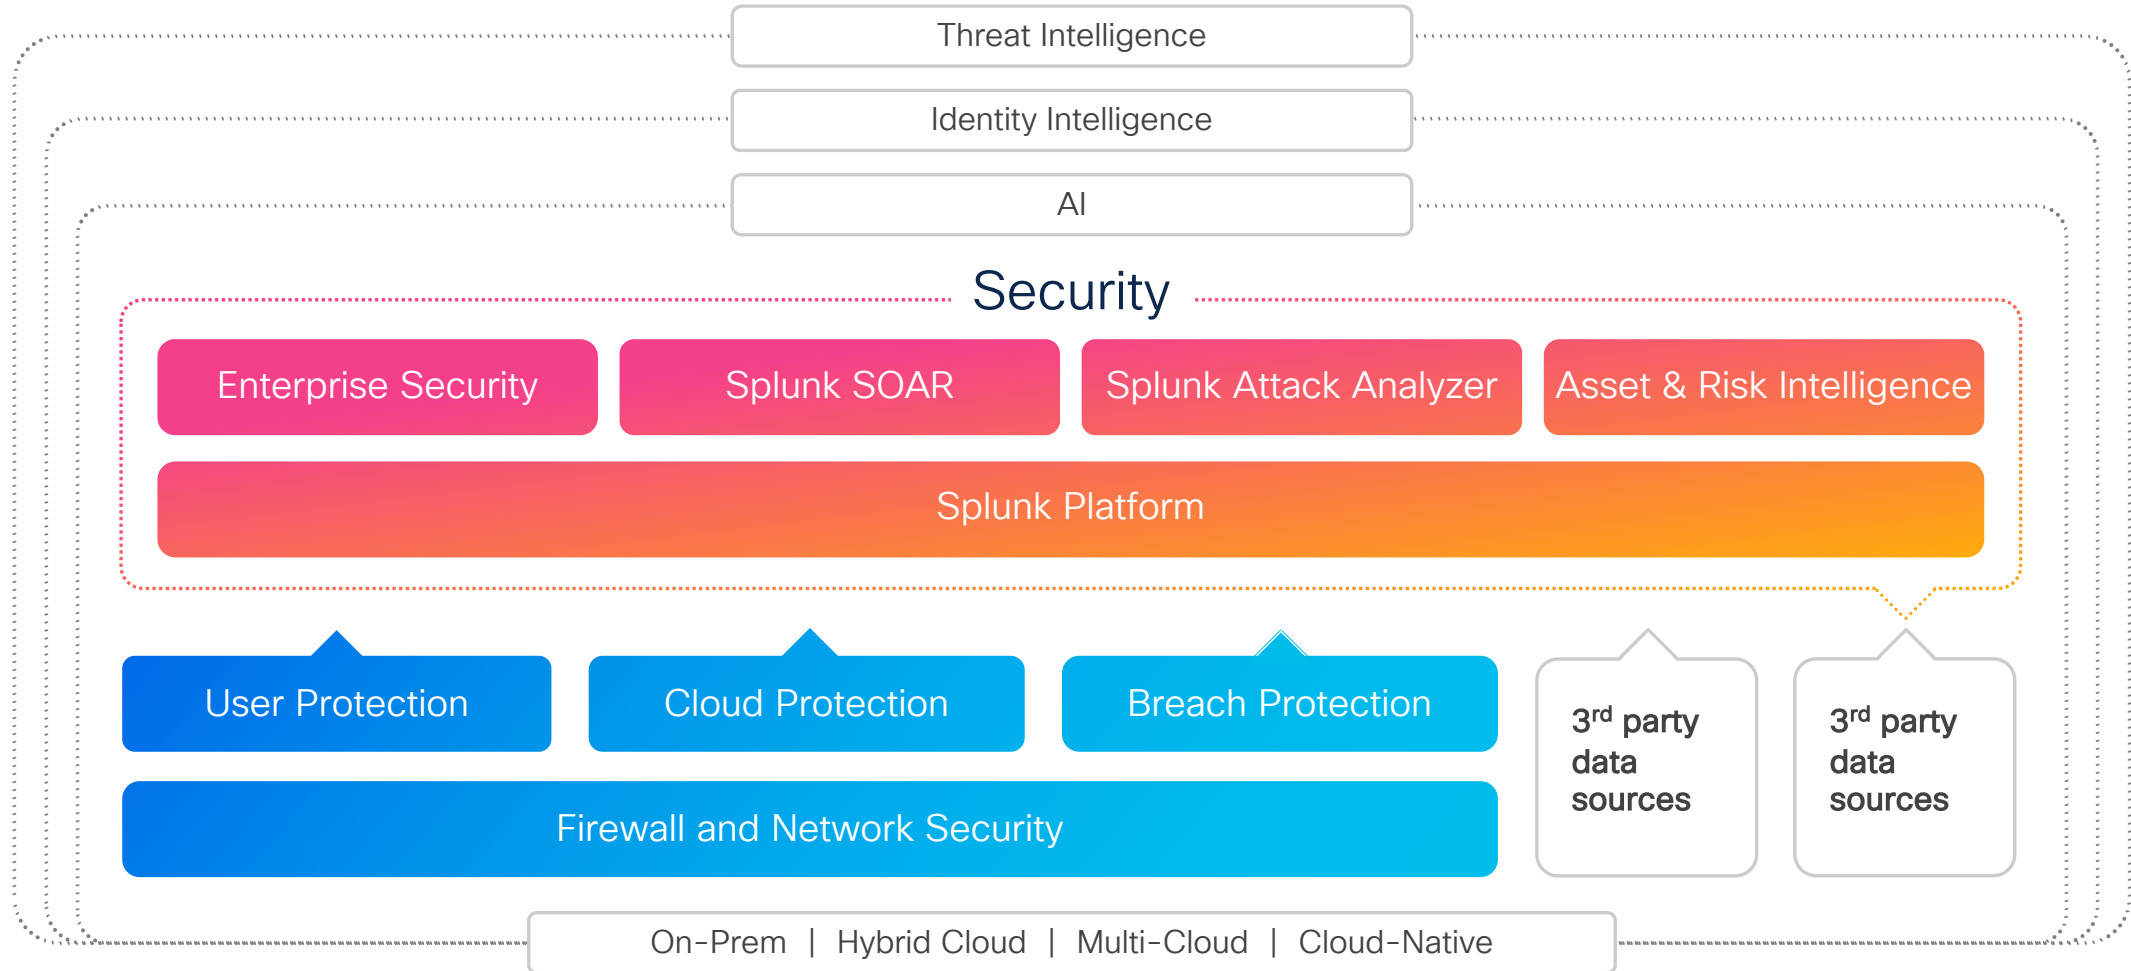 Threat Intelligence
Identity Intelligence
AI
Security
Enterprise Security
Splunk SOAR
Splunk Attack Analyzer
Asset & Risk Intelligence
Splunk Platform
User Protection
Cloud Protection
Breach Protection
3rd party
data
sources
3rd party
data
sources
Firewall and Network Security
On-Prem | Hybrid Cloud | Multi-Cloud | Cloud-Native